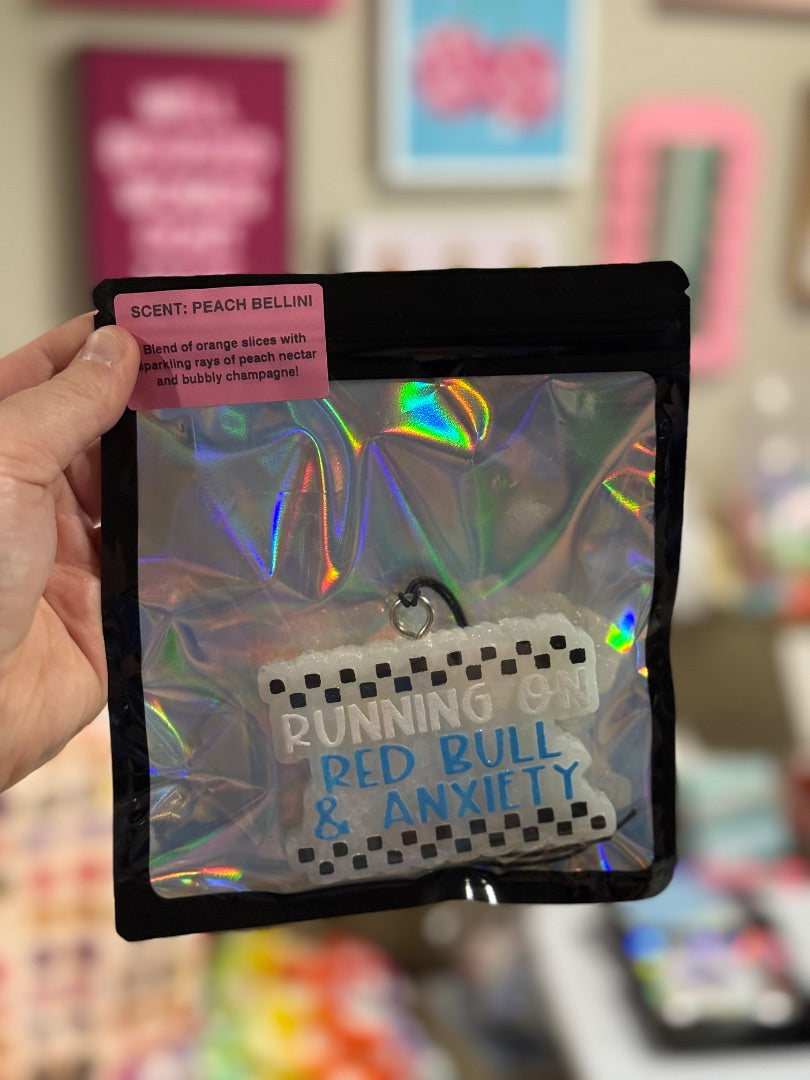 SCENT: PEACH BELLINI
Blend of orange slices with
sparkling rays of peach nectar
and bubbly champagne!
RUNNING ON
RED BULL
& ANXIETY